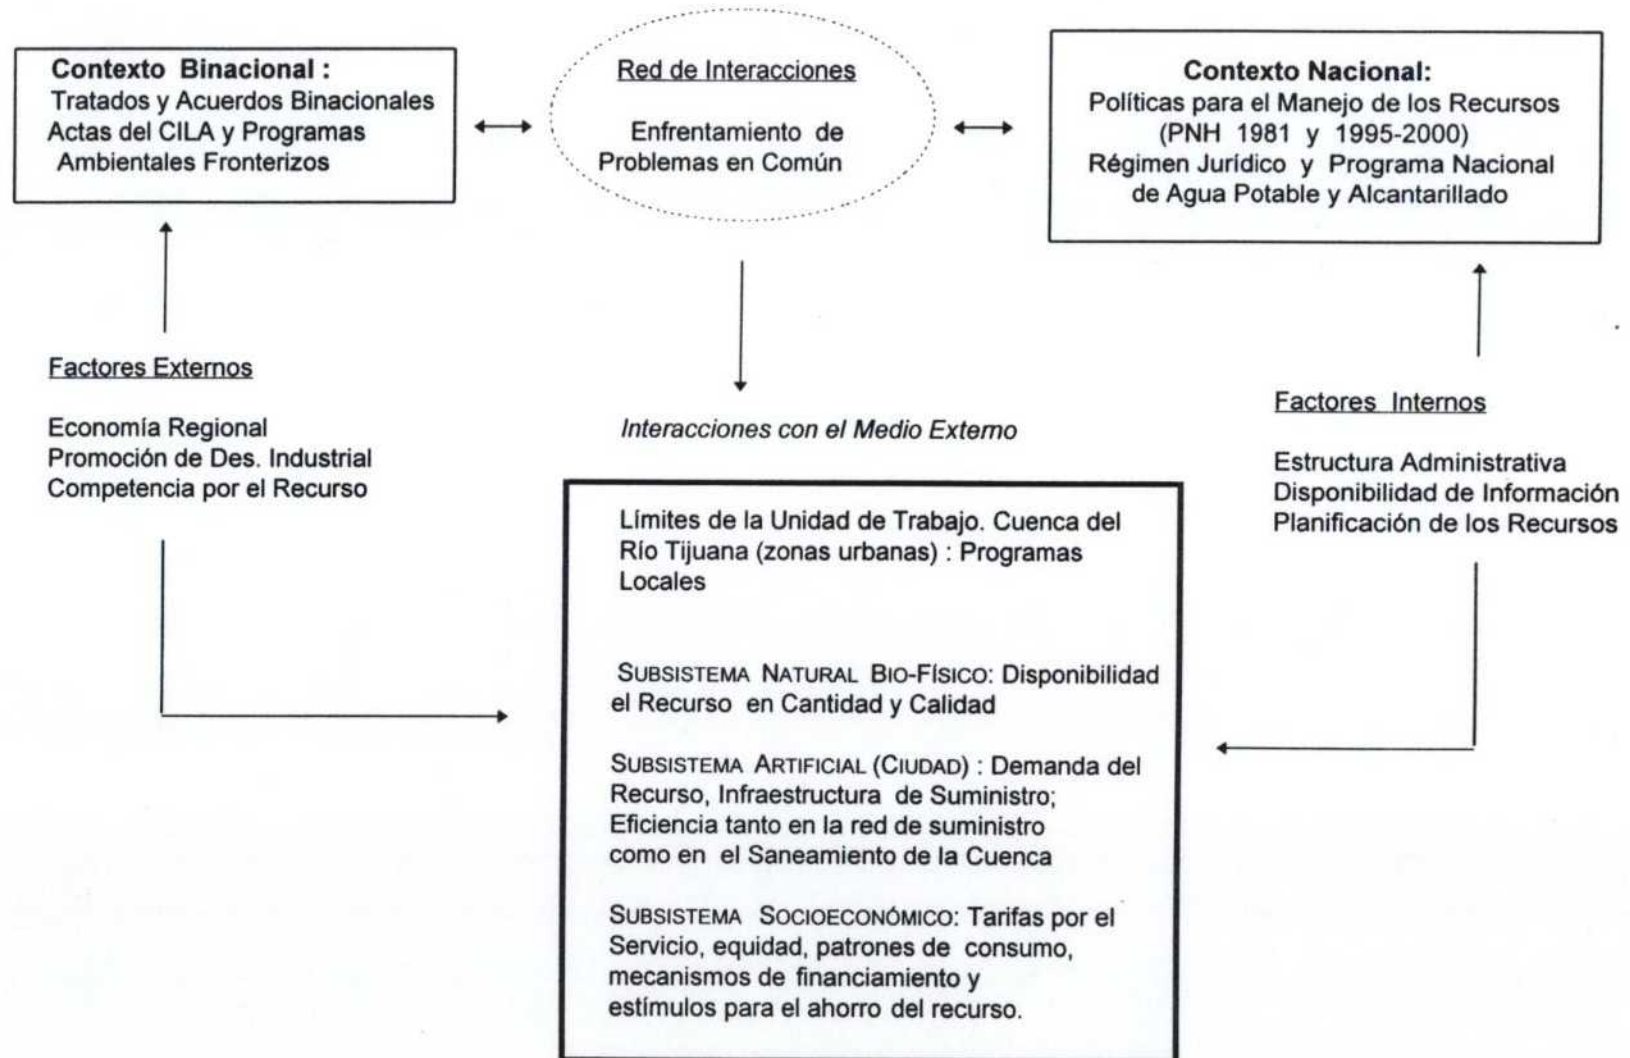 Contexto Binacional :
Tratados y Acuerdos Binacionales
Actas del CILA y Programas
Ambientales Fronterizos
Red de Interacciones
Enfrentamiento de
Problemas en Común
Contexto Nacional:
Políticas para el Manejo de los Recursos
(PNH 1981 y 1995-2000)
Régimen Jurídico y Programa Nacional
de Agua Potable y Alcantarillado
Factores Externos
Economía Regional
Promoción de Des. Industrial
Competencia por el Recurso
Interacciones con el Medio Externo
Factores Internos
Estructura Administrativa
Disponibilidad de Información
Planificación de los Recursos
Límites de la Unidad de Trabajo. Cuenca del
Río Tijuana (zonas urbanas) : Programas
Locales
SUBSISTEMA NATURAL BIO-FÍSICO: Disponibilidad
el Recurso en Cantidad y Calidad
SUBSISTEMA ARTIFICIAL (CIUDAD) : Demanda del
Recurso, Infraestructura de Suministro;
Eficiencia tanto en la red de suministro
como en el Saneamiento de la Cuenca
SUBSISTEMA SOCIOECONÓMICO: Tarifas por el
Servicio, equidad, patrones de consumo,
mecanismos de financiamiento y
estímulos para el ahorro del recurso.